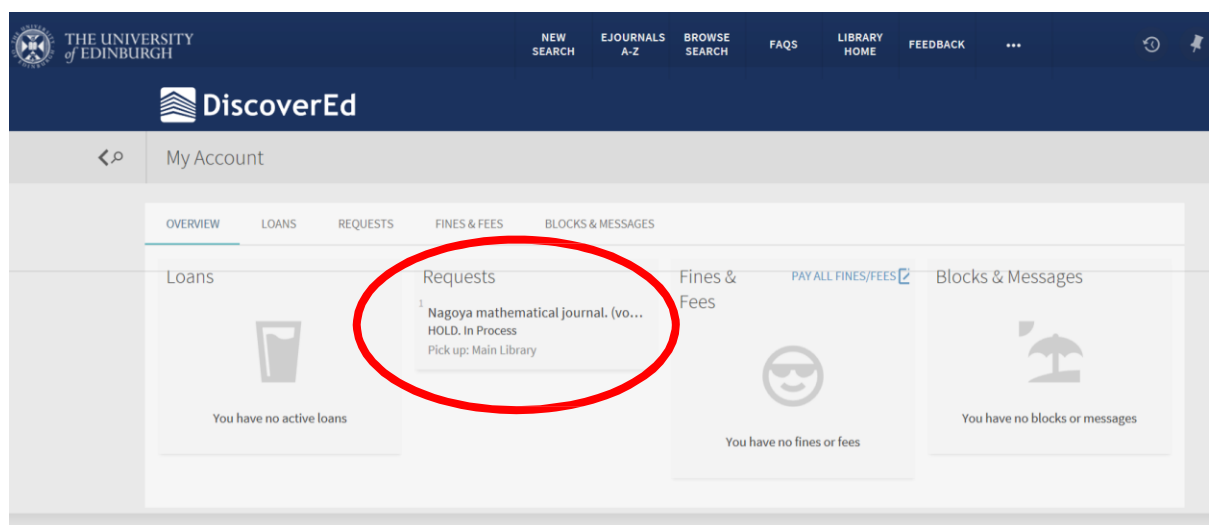 THE UNIVERSITY
of EDINBURGH
NEW
SEARCH
EJOURNALS
A-Z
BROWSE
SEARCH
FAQS
LIBRARY
HOME
FEEDBACK
•••
DiscoverEd
My Account
OVERVIEW LOANS REQUESTS FINES & FEES BLOCKS & MESSAGES
Loans
You have no active loans
Requests
1
Nagoya mathematical journal. (vo...
HOLD. In Process
Pick up: Main Library
Fines &
Fees
PAY ALL FINES/FEES
You have no fines or fees
Blocks & Messages
You have no blocks or messages